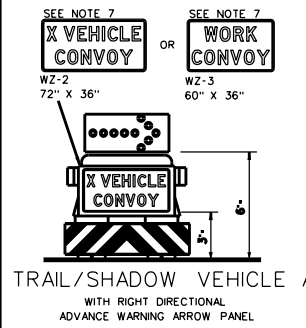 SEE NOTE 7
X VEHICLE
CONVOY
WZ-2
72" X 36"
OR
SEE NOTE 7
WORK
CONVOY
WZ-3
60" X 36"
X VEHICLE
CONVOY
TRAIL/SHADOW VEHICLE A
WITH RIGHT DIRECTIONAL
ADVANCE WARNING ARROW PANEL